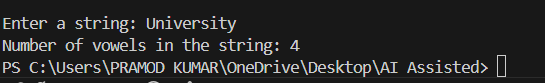 Enter a string: University
Number of vowels in the string: 4
PS C:\Users\PRAMOD KUMAR\OneDrive\Desktop\AI Assisted>